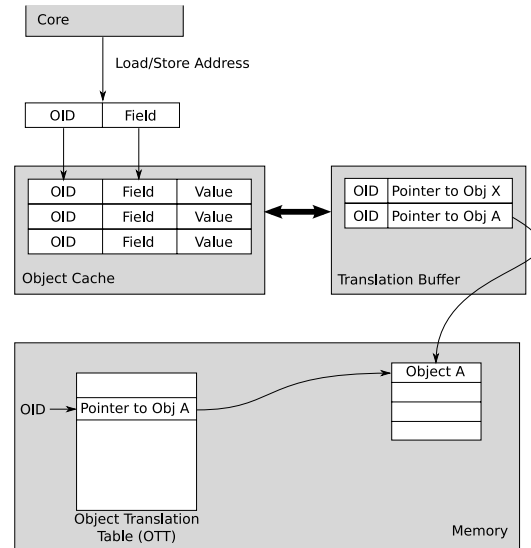 Core
Load/Store Address
OID Field
OID Field Value
OID Field Value
OID Field Value
Object Cache
OID Pointer to Obj X
OID Pointer to Obj A
Translation Buffer
Object A
OID
Pointer to Obj A
Object Translation
Table (OTT)
Memory